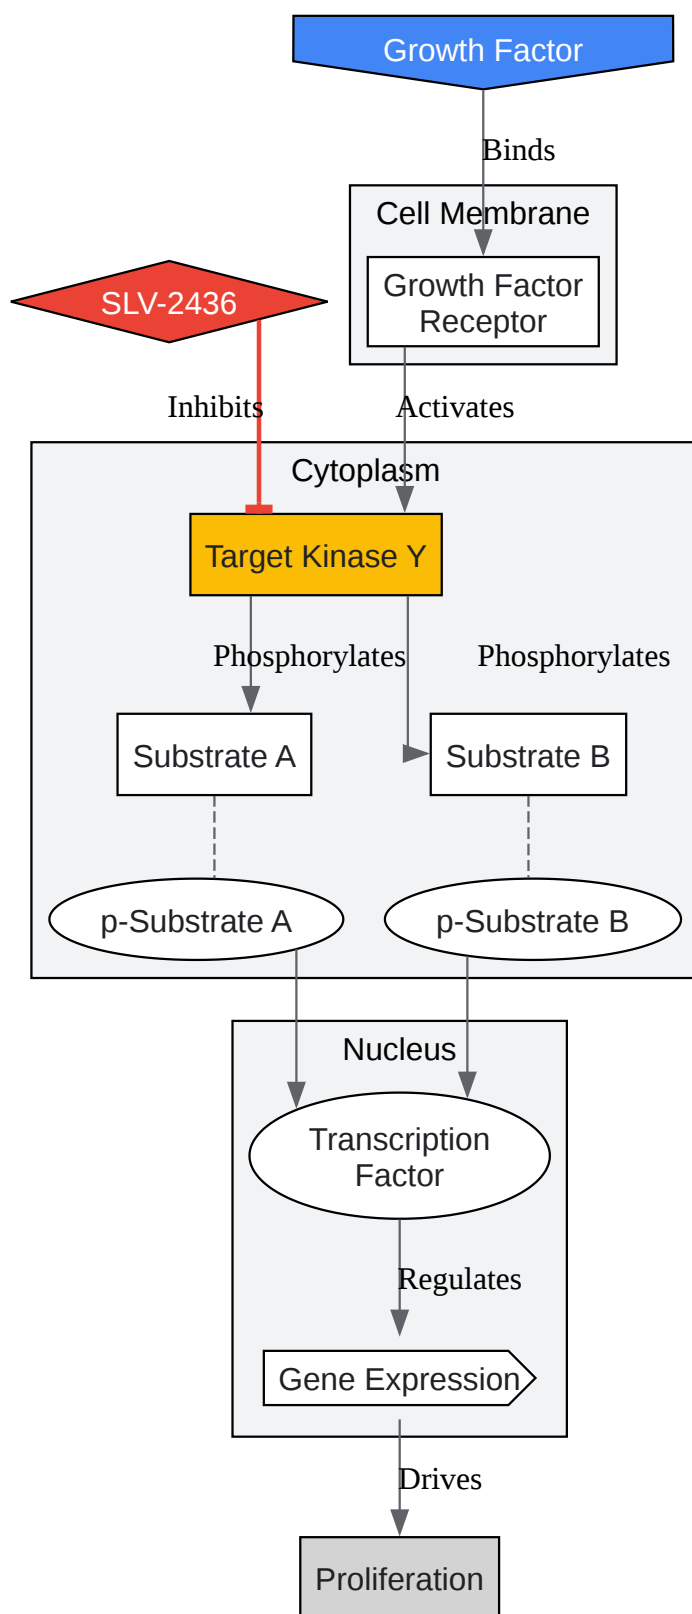 Growth Factor
Binds
Cell Membrane
Growth Factor
Receptor
SLV-2436
Inhibits
Activates
Cytoplasm
Target Kinase Y
Phosphorylates
Phosphorylates
Substrate A
Substrate B
p-Substrate A
p-Substrate B
Nucleus
Transcription
Factor
Regulates
Gene Expression
Drives
Proliferation